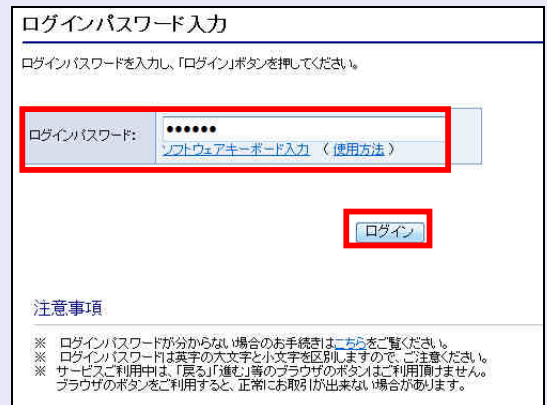 ログインパスワード入力
ログインパスワードを入力し、「ログイン」ボタンを押してください。
ログインパスワード: ●●●●●●
ソフトウェアキーボード入力 （ 使用方法 ）
ログイン
注意事項
※ ログインパスワードが分からない場合のお手続きはこちらをご覧ください。
※ ログインパスワードは英字の大文字と小文字を区別しますので、ご注意ください。
※ サービスご利用中は、「戻る」「進む」等のブラウザのボタンはご利用頂けません。
ブラウザのボタンをご利用すると、正常にお取引が出来ない場合があります。